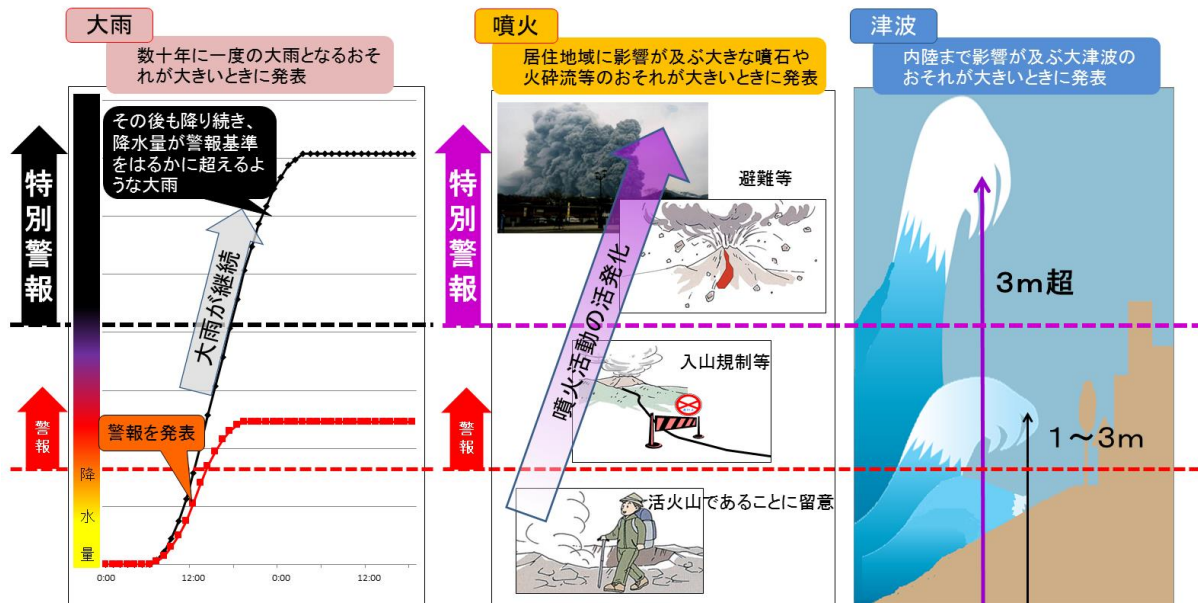 大雨
数十年に一度の大雨となるおそ
れが大きいときに発表
特別警報
警報
その後も降り続き、
降水量が警報基準
をはるかに超えるよ
うな大雨
大雨が継続
警報を発表
降水量
0:00
12:00
0:00
12:00
噴火
居住地域に影響が及ぶ大きな噴石や
火砕流等のおそれが大きいときに発表
特別警報
警報
噴火活動の活発化
避難等
入山規制等
活火山であることに留意
津波
内陸まで影響が及ぶ大津波の
おそれが大きいときに発表
3m超
1～3m